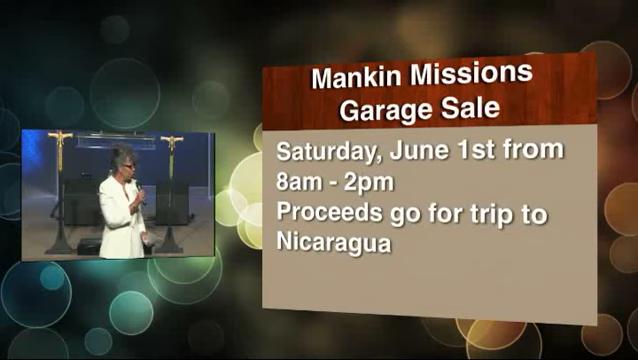 Mankin Missions
Garage Sale
Saturday, June 1st from
8am - 2pm
Proceeds go for trip to
Nicaragua